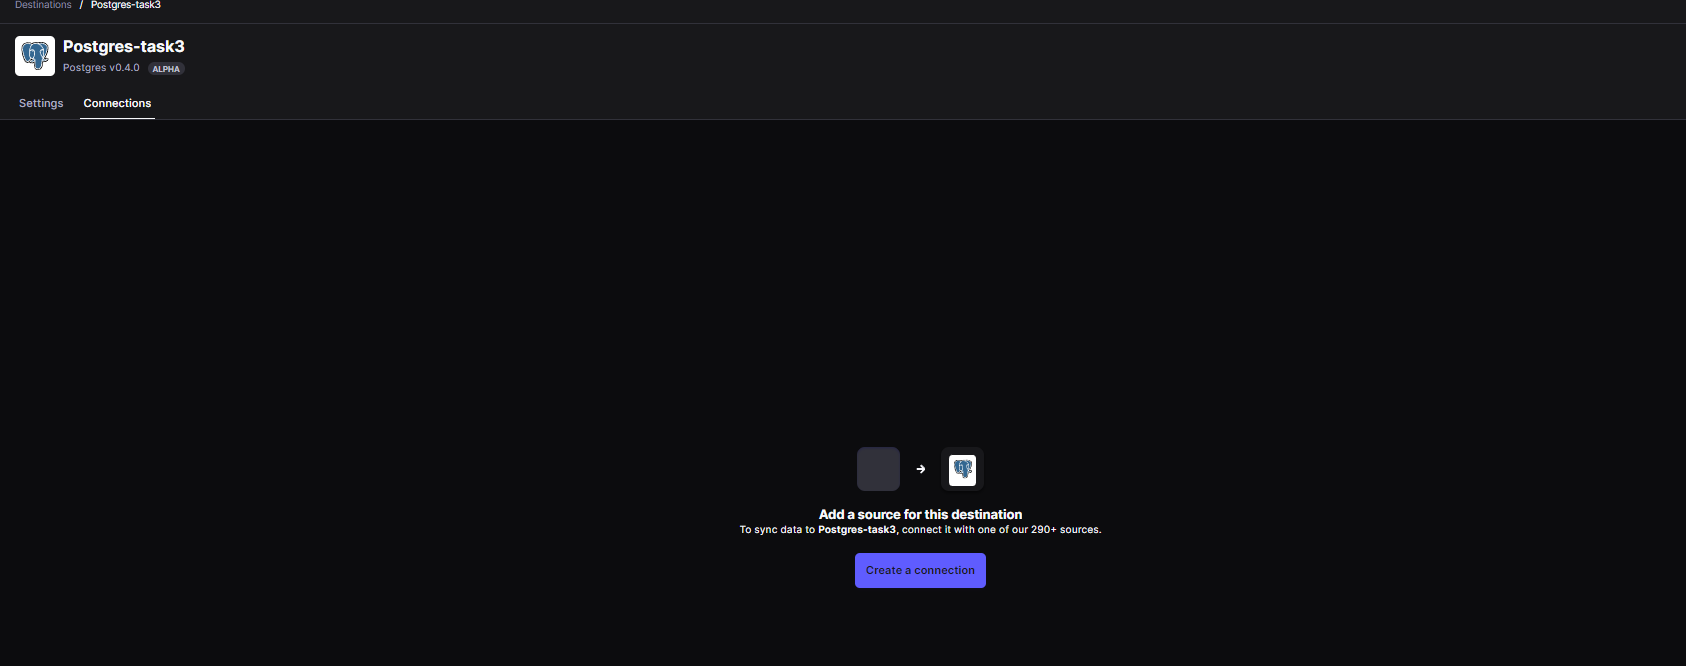 Destinations / Postgres-task3
Postgres-task3
Postgres v0.4.0 ALPHA
Settings Connections
Add a source for this destination
To sync data to Postgres-task3, connect it with one of our 290+ sources.
Create a connection